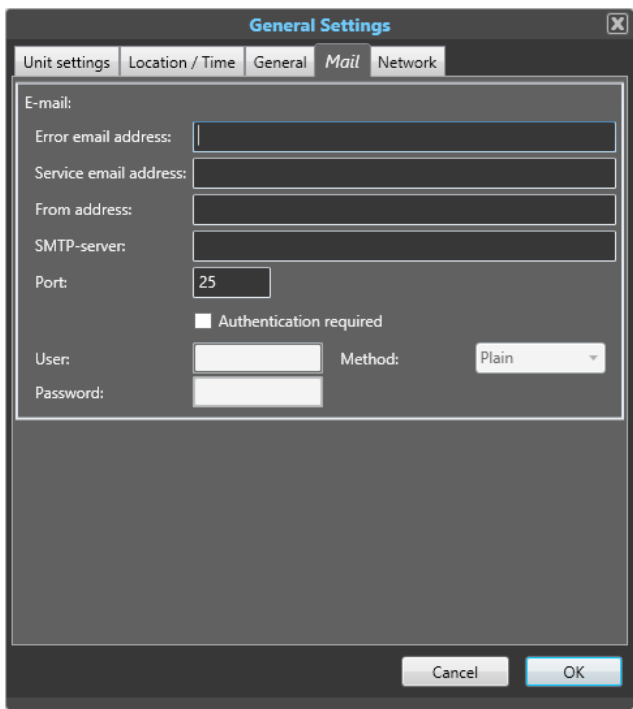 General Settings
Unit settings Location / Time General Mail Network
E-mail:
Error email address:
Service email address:
From address:
SMTP-server:
Port: 25
Authentication required
User: Method: Plain
Password:
Cancel OK